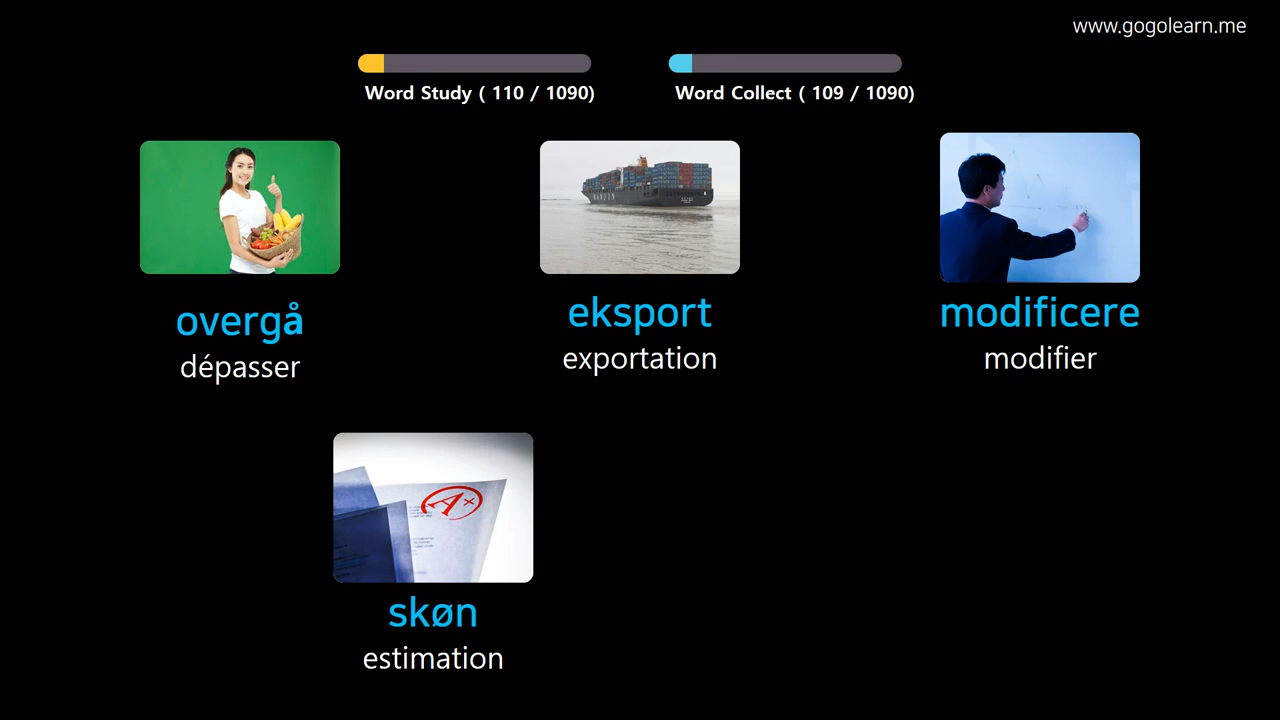 www.gogolearn.me
Word Study ( 110 / 1090)
Word Collect ( 109 / 1090)
overgå
dépasser
eksport
exportation
modificere
modifier
HANJIN
A+
skøn
estimation